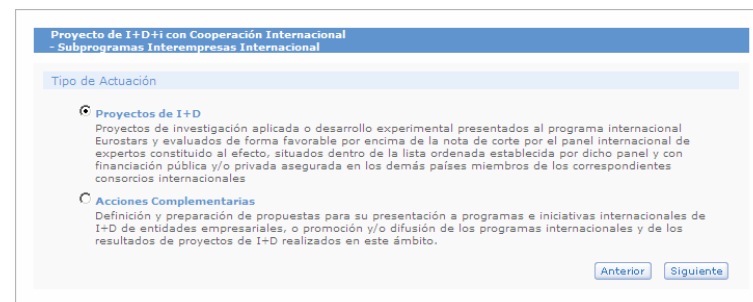 Proyecto de I+D+i con Cooperación Internacional
- Subprogramas Interempresas Internacional
Tipo de Actuación
Proyectos de I+D
Proyectos de investigación aplicada o desarrollo experimental presentados al programa internacional
Eurostars y evaluados de forma favorable por encima de la nota de corte por el panel internacional de
expertos constituido al efecto, situados dentro de la lista ordenada establecida por dicho panel y con
financiación pública y/o privada asegurada en los demás países miembros de los correspondientes
consorcios internacionales
Acciones Complementarias
Definición y preparación de propuestas para su presentación a programas e iniciativas internacionales de
I+D de entidades empresariales, o promoción y/o difusión de los programas internacionales y de los
resultados de proyectos de I+D realizados en este ámbito.
Anterior Siguiente